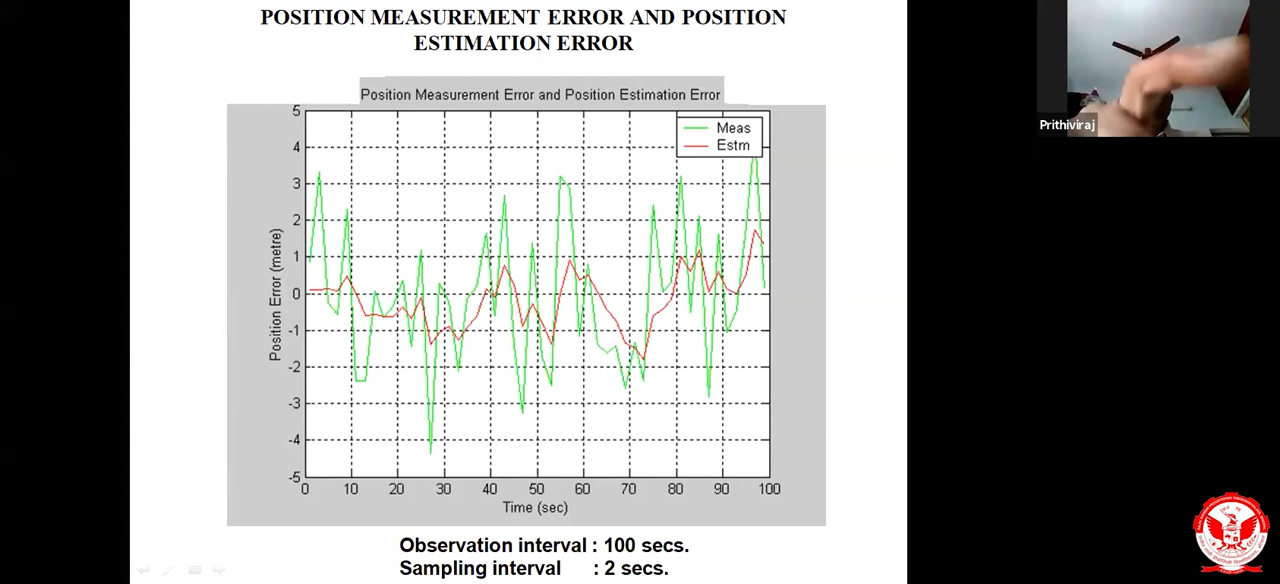 POSITION MEASUREMENT ERROR AND POSITION
ESTIMATION ERROR
Position Measurement Error and Position Estimation Error
Meas
Estm
5
4
3
2
1
0
-1
-2
-3
-4
-5
Position Error (metre)
0 10 20 30 40 50 60 70 80 90 100
Time (sec)
Observation interval : 100 secs.
Sampling interval : 2 secs.
Prithiviraj